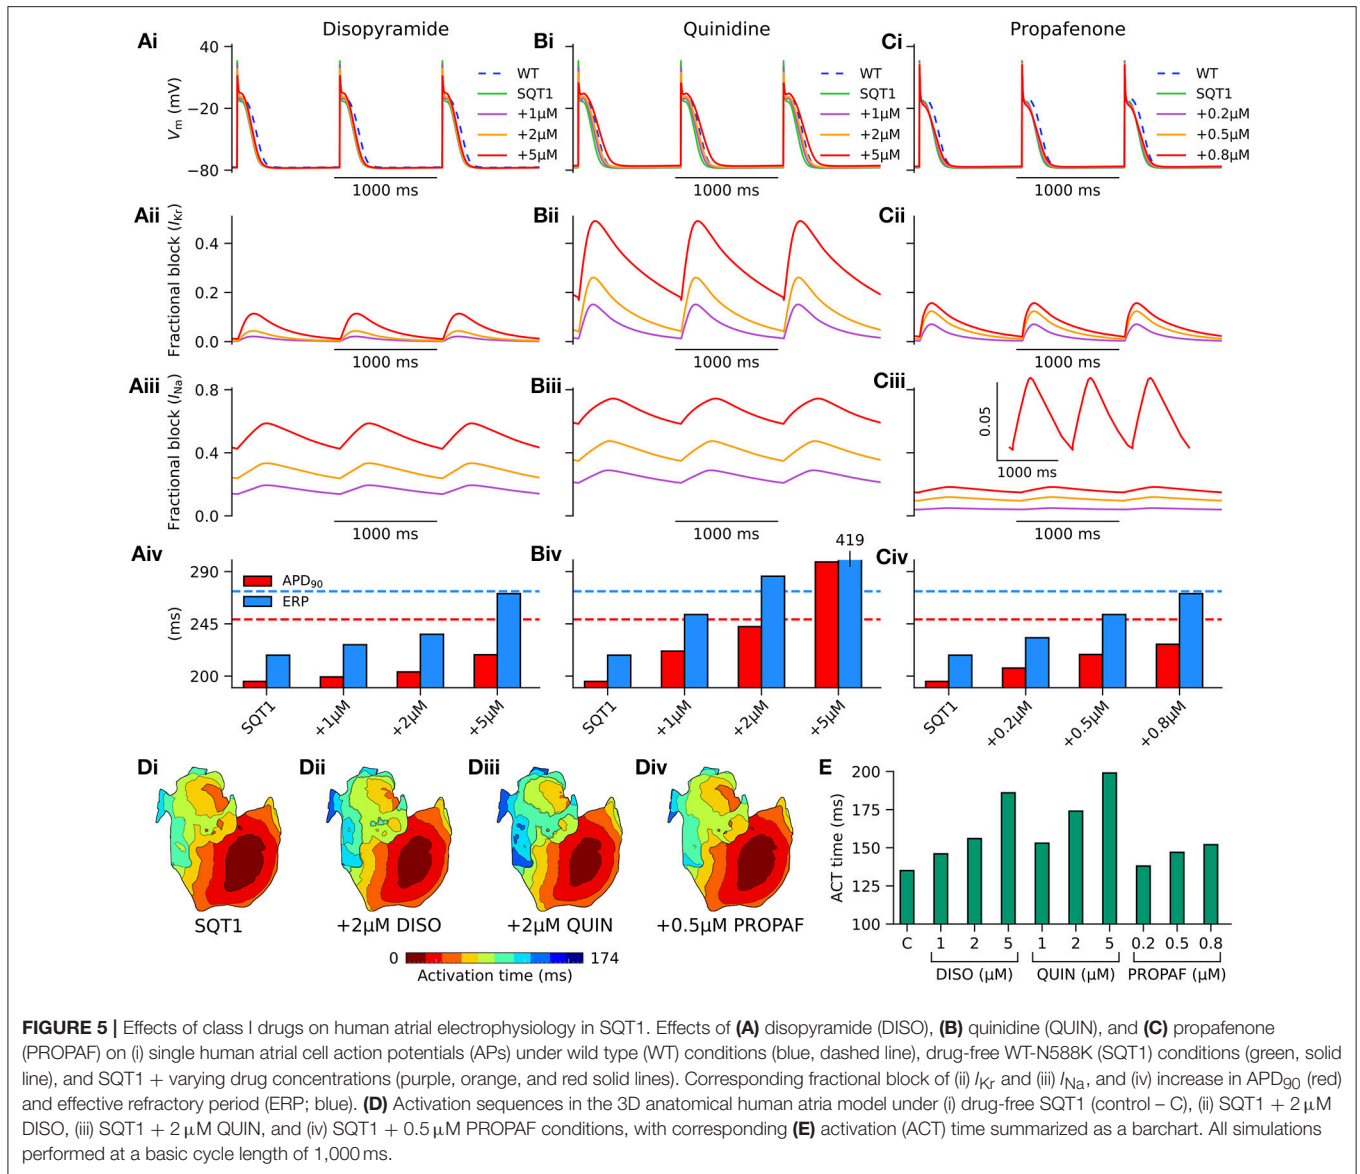 Disopyramide
Quinidine
Propafenone
Ai
40
−20
−80
Vm (mV)
WT
SQT1
+1µM
+2µM
+5µM
1000 ms
Bi
WT
SQT1
+1µM
+2µM
+5µM
1000 ms
Ci
WT
SQT1
+0.2µM
+0.5µM
+0.8µM
1000 ms
Aii
Fractional block (IKr)
0.4
0.2
0.0
1000 ms
Bii
1000 ms
Cii
1000 ms
Aiii
Fractional block (INa)
0.8
0.4
0.0
1000 ms
Biii
1000 ms
Ciii
0.05
1000 ms
1000 ms
Aiv
(ms)
290
245
200
APD90
ERP
SQT1
+1µM
+2µM
+5µM
Biv
419
SQT1
+1µM
+2µM
+5µM
Civ
SQT1
+0.2µM
+0.5µM
+0.8µM
Di
SQT1
Dii
+2µM DISO
Diii
+2µM QUIN
Div
+0.5µM PROPAF
0
174
Activation time (ms)
E
ACT time (ms)
200
175
150
125
100
C 1 2 5 1 2 5 0.2 0.5 0.8
DISO (µM) QUIN (µM) PROPAF (µM)
FIGURE 5 | Effects of class I drugs on human atrial electrophysiology in SQT1. Effects of (A) disopyramide (DISO), (B) quinidine (QUIN), and (C) propafenone
(PROPAF) on (i) single human atrial cell action potentials (APs) under wild type (WT) conditions (blue, dashed line), drug-free WT-N588K (SQT1) conditions (green, solid
line), and SQT1 + varying drug concentrations (purple, orange, and red solid lines). Corresponding fractional block of (ii) IKr and (iii) INa, and (iv) increase in APD90 (red)
and effective refractory period (ERP; blue). (D) Activation sequences in the 3D anatomical human atria model under (i) drug-free SQT1 (control – C), (ii) SQT1 + 2 µM
DISO, (iii) SQT1 + 2 µM QUIN, and (iv) SQT1 + 0.5 µM PROPAF conditions, with corresponding (E) activation (ACT) time summarized as a barchart. All simulations
performed at a basic cycle length of 1,000 ms.